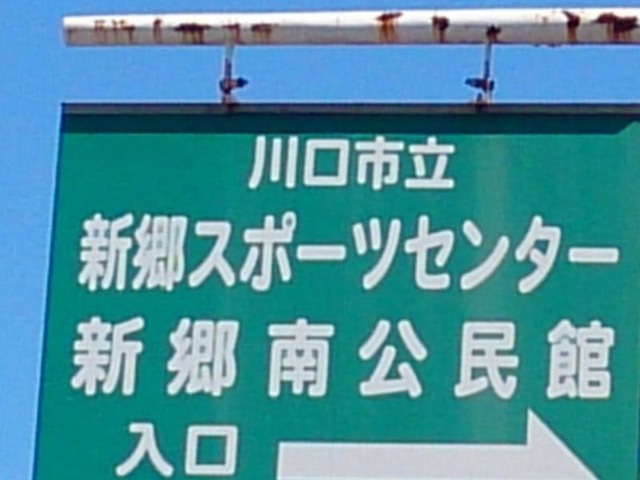 川口市立
新郷スポーツセンター
新郷南公民館
入口